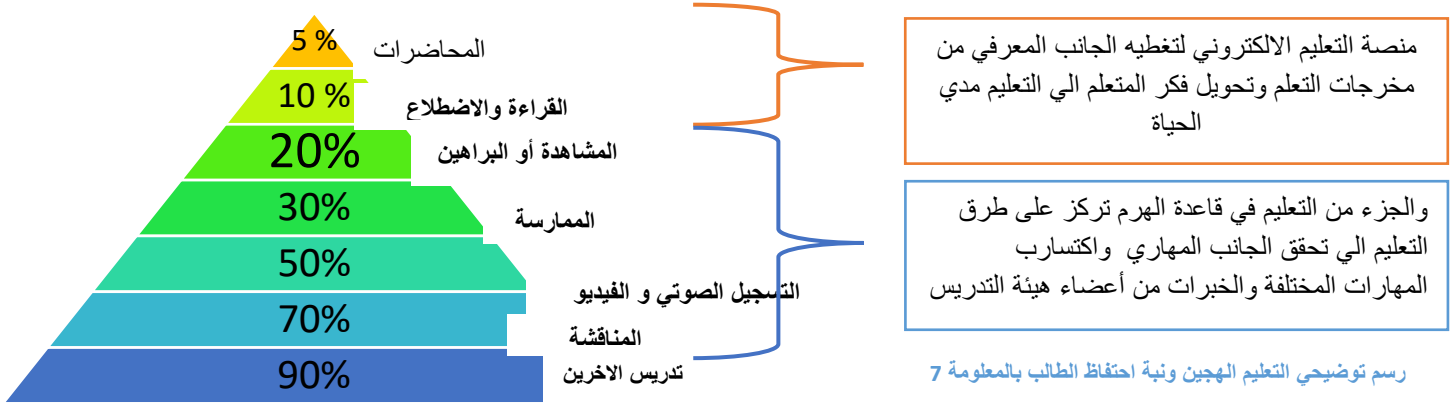 5 %
المحاضرات
10 %
القراءة والاضطلاع
20%
المشاهدة أو البراهين
30%
الممارسة
50%
التسجيل الصوتي و الفيديو
70%
المناقشة
90%
تدريس الاخرين
منصة التعليم الالكتروني لتغطيه الجانب المعرفي من
مخرجات التعلم وتحويل فكر المتعلم الي التعليم مدي
الحياة
والجزء من التعليم في قاعدة الهرم تركز على طرق
التعليم الي تحقق الجانب المهاري واكتسارب
المهارات المختلفة والخبرات من أعضاء هيئة التدريس
رسم توضيحي التعليم الهجين ونبة احتفاظ الطالب بالمعلومة 7